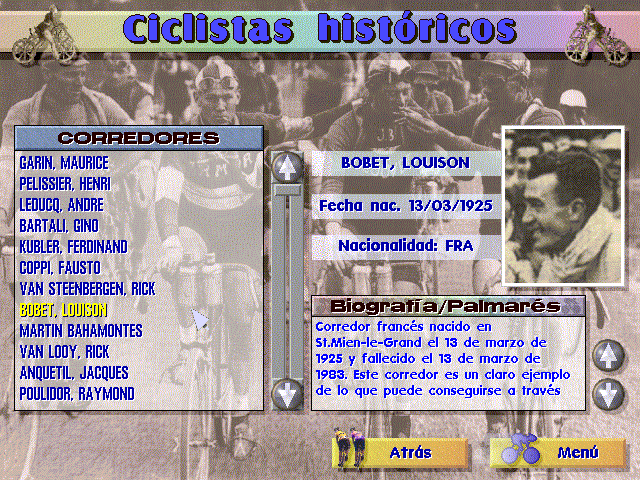 Ciclistas históricos
CORREDORES
GARIN, MAURICE
PELISSIER, HENRI
LEDUCQ, ANDRE
BARTALI, GINO
KUBLER, FERDINAND
COPPI, FAUSTO
VAN STEENBERGEN, RICK
BOBET, LOUISON
MARTIN BAHAMONTES
VAN LOOY, RICK
ANQUETIL, JACQUES
POULIDOR, RAYMOND
BOBET, LOUISON
Fecha nac. 13/03/1925
Nacionalidad: FRA
Biografía/Palmarés
Corredor francés nacido en
St.Mien-le-Grand el 13 de marzo de
1925 y fallecido el 13 de marzo de
1983. Este corredor es un claro ejemplo
de lo que puede conseguirse a través
Atrás
Menú